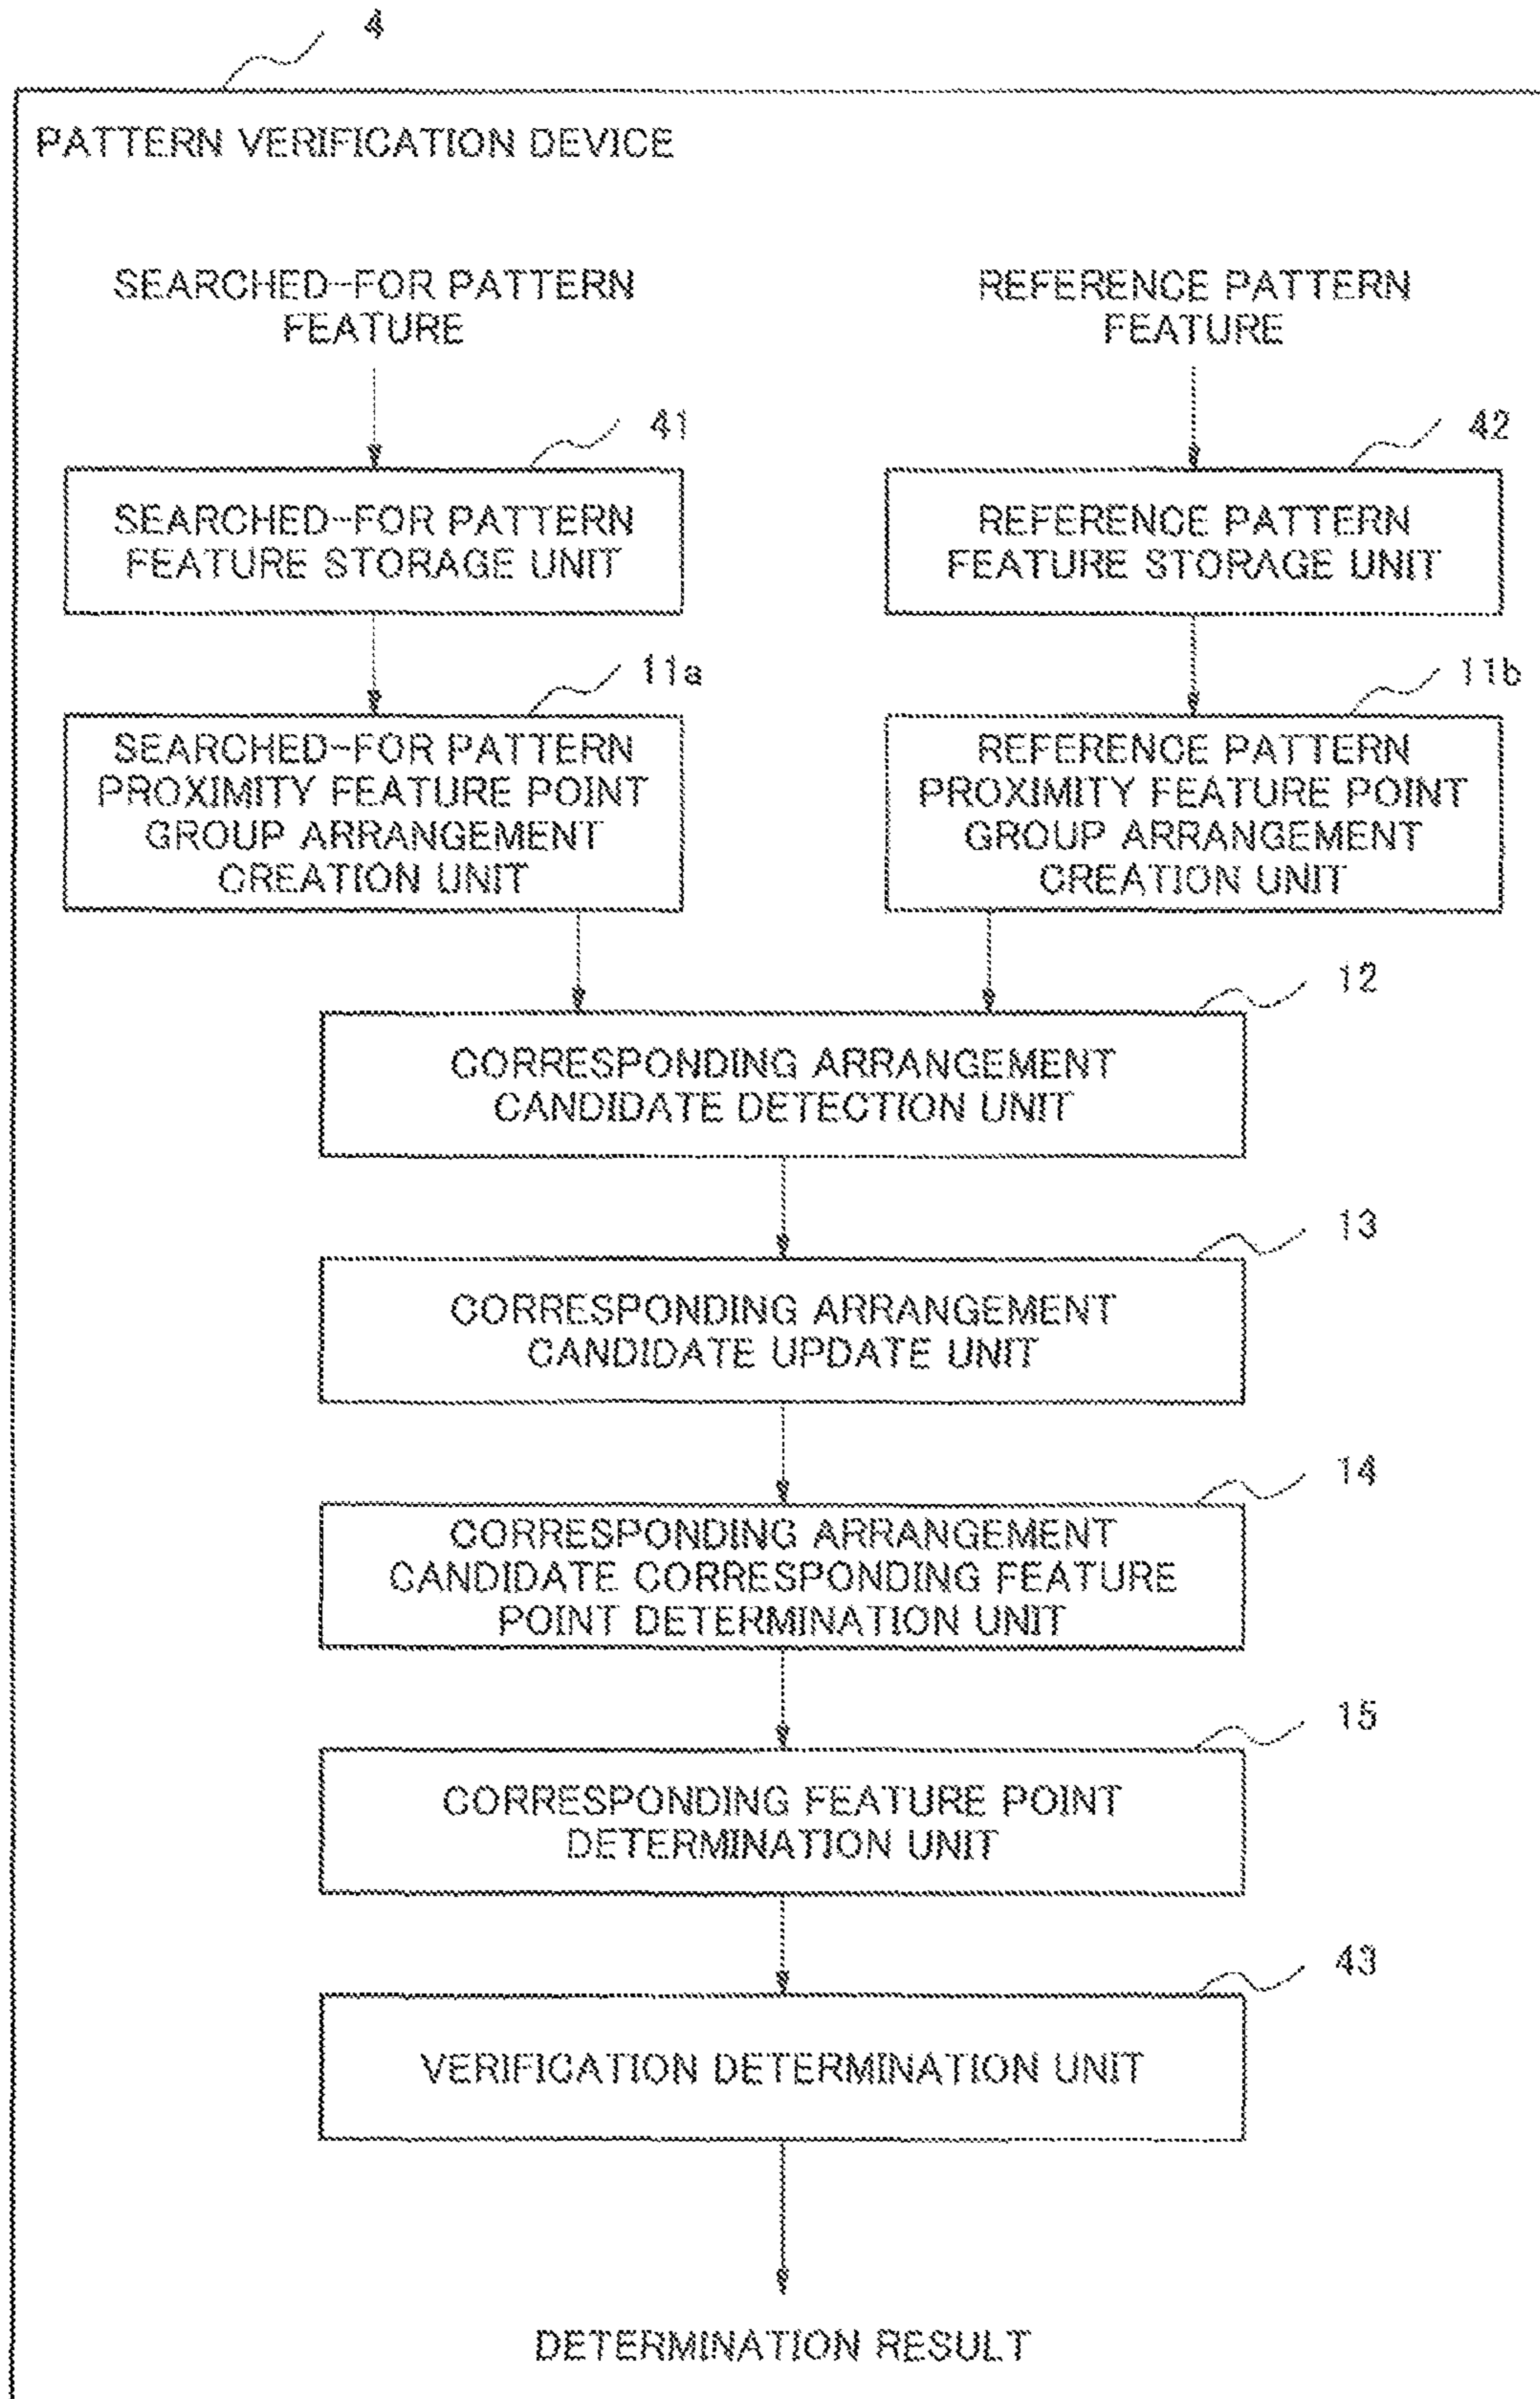 4
PATTERN VERIFICATION DEVICE
SEARCHED-FOR PATTERN
FEATURE
REFERENCE PATTERN
FEATURE
41
42
SEARCHED-FOR PATTERN
FEATURE STORAGE UNIT
REFERENCE PATTERN
FEATURE STORAGE UNIT
11a
11b
SEARCHED-FOR PATTERN
PROXIMITY FEATURE POINT
GROUP ARRANGEMENT
CREATION UNIT
REFERENCE PATTERN
PROXIMITY FEATURE POINT
GROUP ARRANGEMENT
CREATION UNIT
12
CORRESPONDING ARRANGEMENT
CANDIDATE DETECTION UNIT
13
CORRESPONDING ARRANGEMENT
CANDIDATE UPDATE UNIT
14
CORRESPONDING ARRANGEMENT
CANDIDATE CORRESPONDING FEATURE
POINT DETERMINATION UNIT
15
CORRESPONDING FEATURE POINT
DETERMINATION UNIT
43
VERIFICATION DETERMINATION UNIT
DETERMINATION RESULT